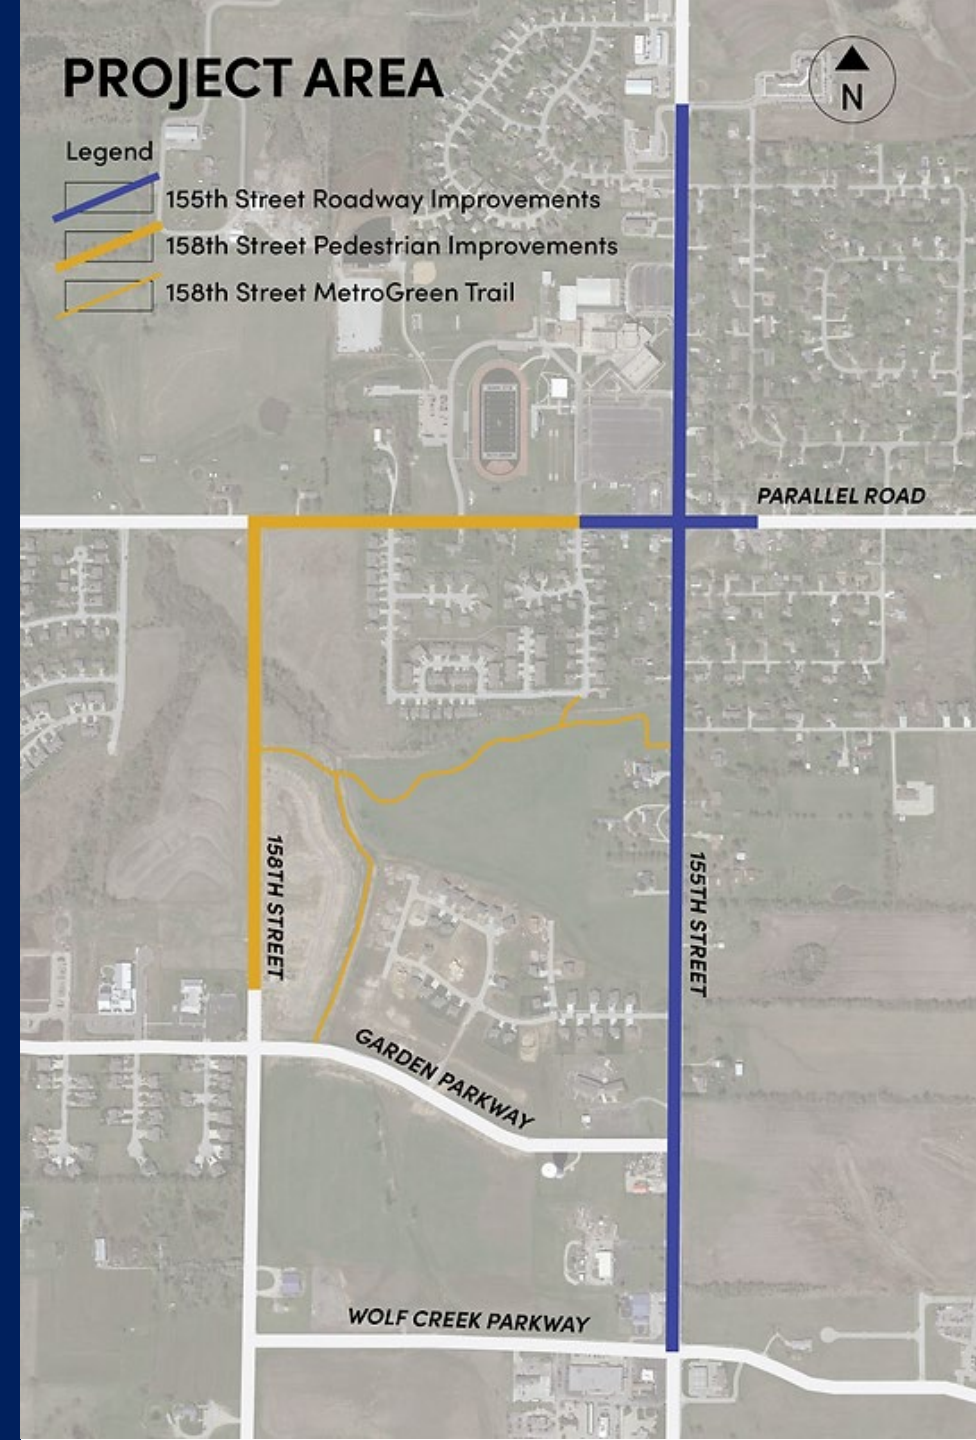 PROJECT AREA
N
Legend
155th Street Roadway Improvements
158th Street Pedestrian Improvements
158th Street MetroGreen Trail
PARALLEL ROAD
158TH STREET
155TH STREET
GARDEN PARKWAY
WOLF CREEK PARKWAY